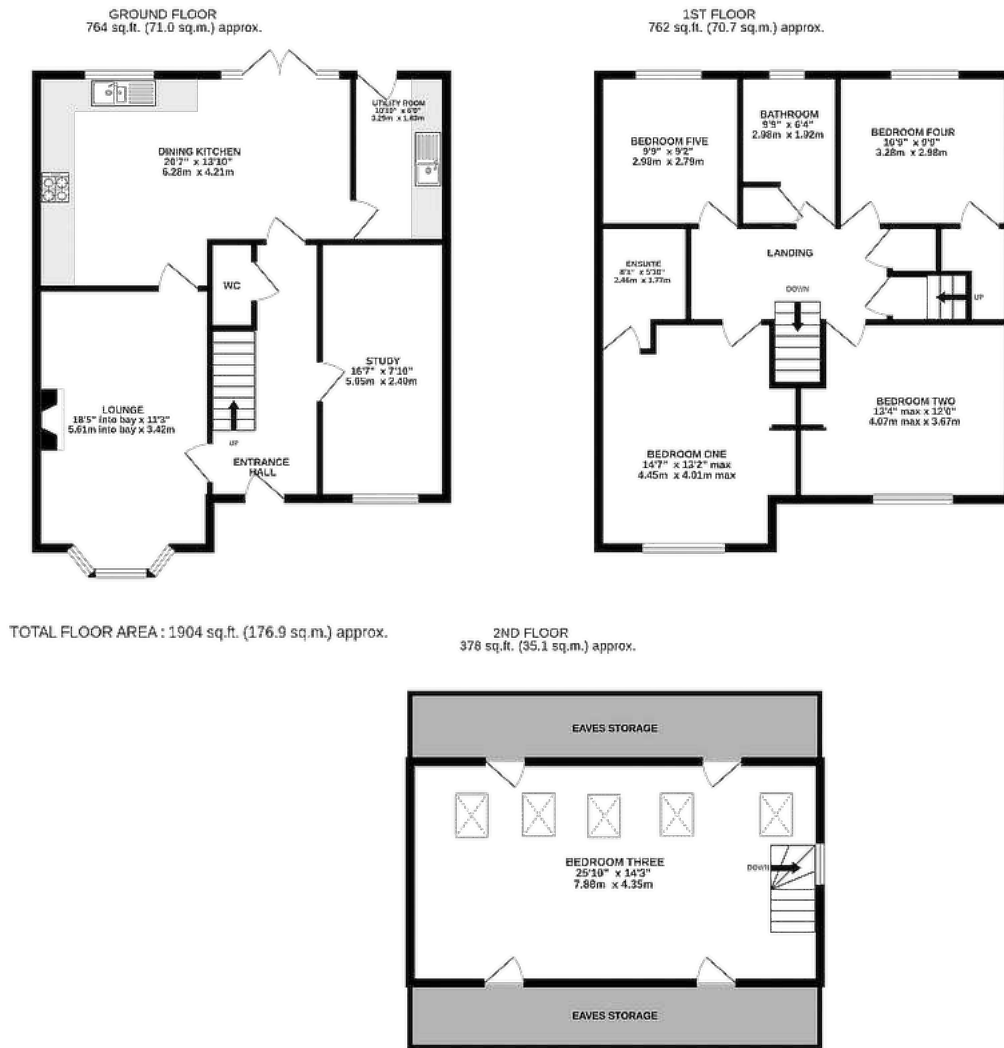 GROUND FLOOR
764 sq.ft. (71.0 sq.m.) approx.
1ST FLOOR
762 sq.ft. (70.7 sq.m.) approx.
UTILITY ROOM
DINING KITCHEN
20'7" x 13'10"
6.28m x 4.21m
WC
STUDY
16'7" x 7'10"
5.05m x 2.40m
LOUNGE
18'5" into bay x 11'3"
5.61m into bay x 3.42m
UP
ENTRANCE
HALL
BEDROOM FIVE
9'9" x 9'2"
2.98m x 2.79m
BATHROOM
9'9" x 6'4"
2.98m x 1.92m
BEDROOM FOUR
10'9" x 9'9"
3.28m x 2.98m
ENSUITE
LANDING
DOWN
UP
BEDROOM ONE
14'7" x 13'2" max
4.45m x 4.01m max
BEDROOM TWO
13'4" max x 12'0"
4.07m max x 3.67m
TOTAL FLOOR AREA : 1904 sq.ft. (176.9 sq.m.) approx.
2ND FLOOR
378 sq.ft. (35.1 sq.m.) approx.
EAVES STORAGE
BEDROOM THREE
25'10" x 14'3"
7.88m x 4.35m
DOWN
EAVES STORAGE